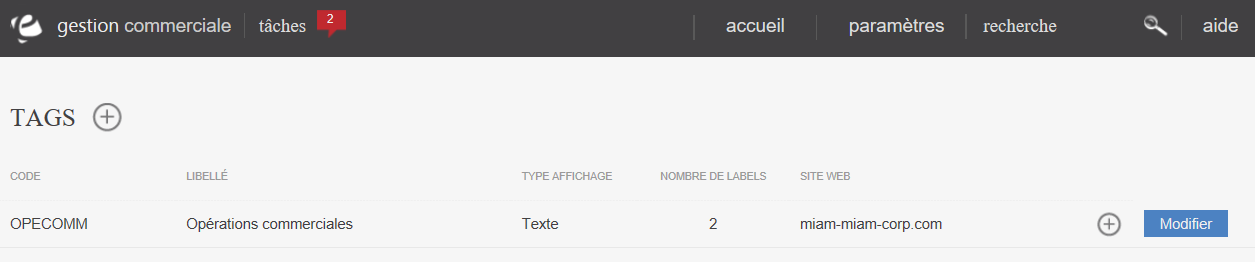 gestion commerciale tâches 2 accueil paramètres recherche aide
TAGS
CODE LIBELLÉ TYPE AFFICHAGE NOMBRE DE LABELS SITE WEB
OPECOMM Opérations commerciales Texte 2 miam-miam-corp.com Modifier